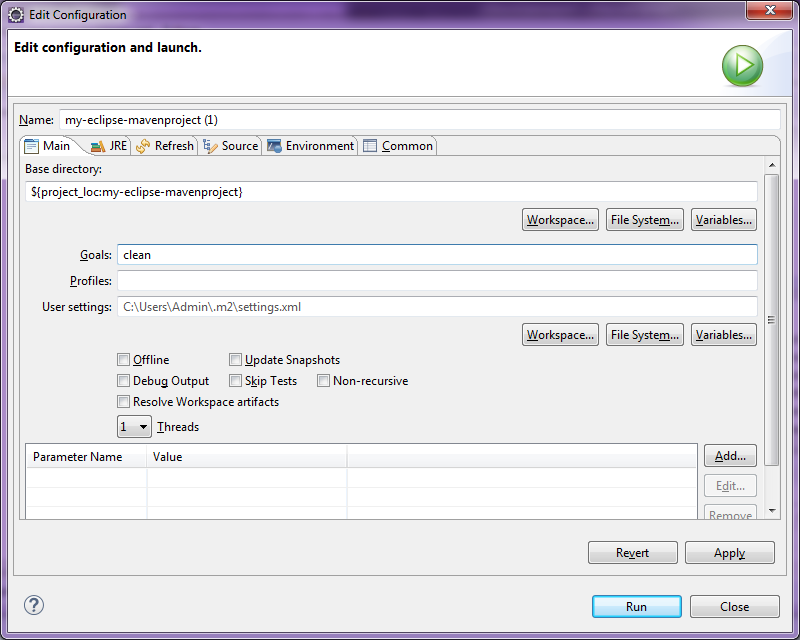 Edit Configuration
Edit configuration and launch.
Name: my-eclipse-mavenproject (1)
Main JRE Refresh Source Environment Common
Base directory:
${project_loc:my-eclipse-mavenproject}
Workspace... File System... Variables...
Goals: clean
Profiles:
User settings: C:\Users\Admin\.m2\settings.xml
Workspace... File System... Variables...
Offline Update Snapshots
Debug Output Skip Tests Non-recursive
Resolve Workspace artifacts
1 Threads
Parameter Name Value Add...
Edit...
Remove
Revert Apply
? Run Close